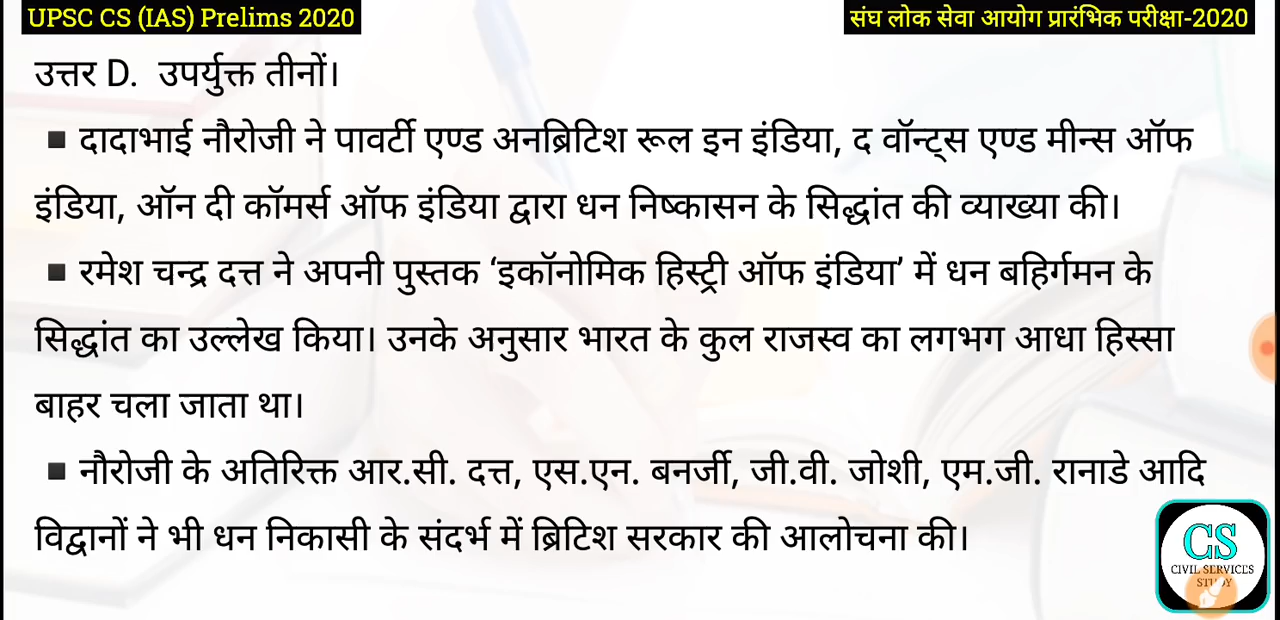 UPSC CS (IAS) Prelims 2020
संघ लोक सेवा आयोग प्रारंभिक परीक्षा-2020
उत्तर D. उपर्युक्त तीनों।
▪दादाभाई नौरोजी ने पावर्टी एण्ड अनब्रिटिश रूल इन इंडिया, द वॉन्ट्स एण्ड मीन्स ऑफ
इंडिया, ऑन दी कॉमर्स ऑफ इंडिया द्वारा धन निष्कासन के सिद्धांत की व्याख्या की।
▪रमेश चन्द्र दत्त ने अपनी पुस्तक ‘इकॉनोमिक हिस्ट्री ऑफ इंडिया’ में धन बहिर्गमन के
सिद्धांत का उल्लेख किया। उनके अनुसार भारत के कुल राजस्व का लगभग आधा हिस्सा
बाहर चला जाता था।
▪नौरोजी के अतिरिक्त आर.सी. दत्त, एस.एन. बनर्जी, जी.वी. जोशी, एम.जी. रानाडे आदि
विद्वानों ने भी धन निकासी के संदर्भ में ब्रिटिश सरकार की आलोचना की।
CS
CIVIL SERVICES